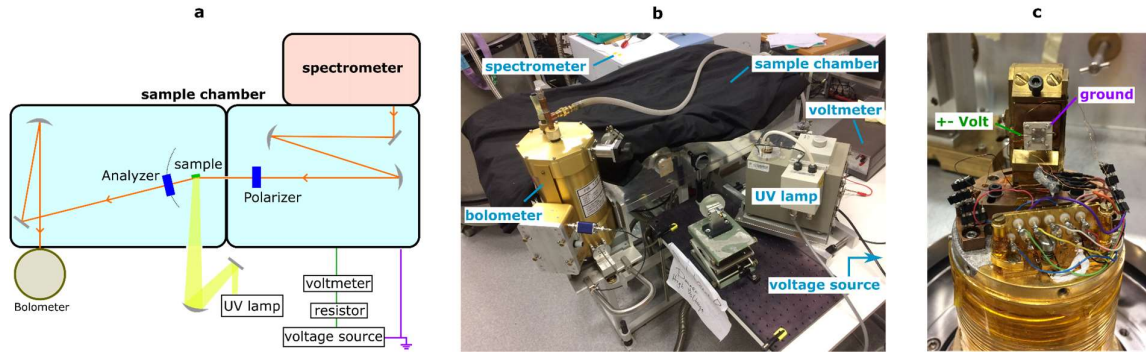 a
spectrometer
sample chamber
sample
Analyzer
Polarizer
Bolometer
UV lamp
voltmeter
resistor
voltage source
b
spectrometer
sample chamber
voltmeter
bolometer
UV lamp
voltage source
c
ground
+- Volt